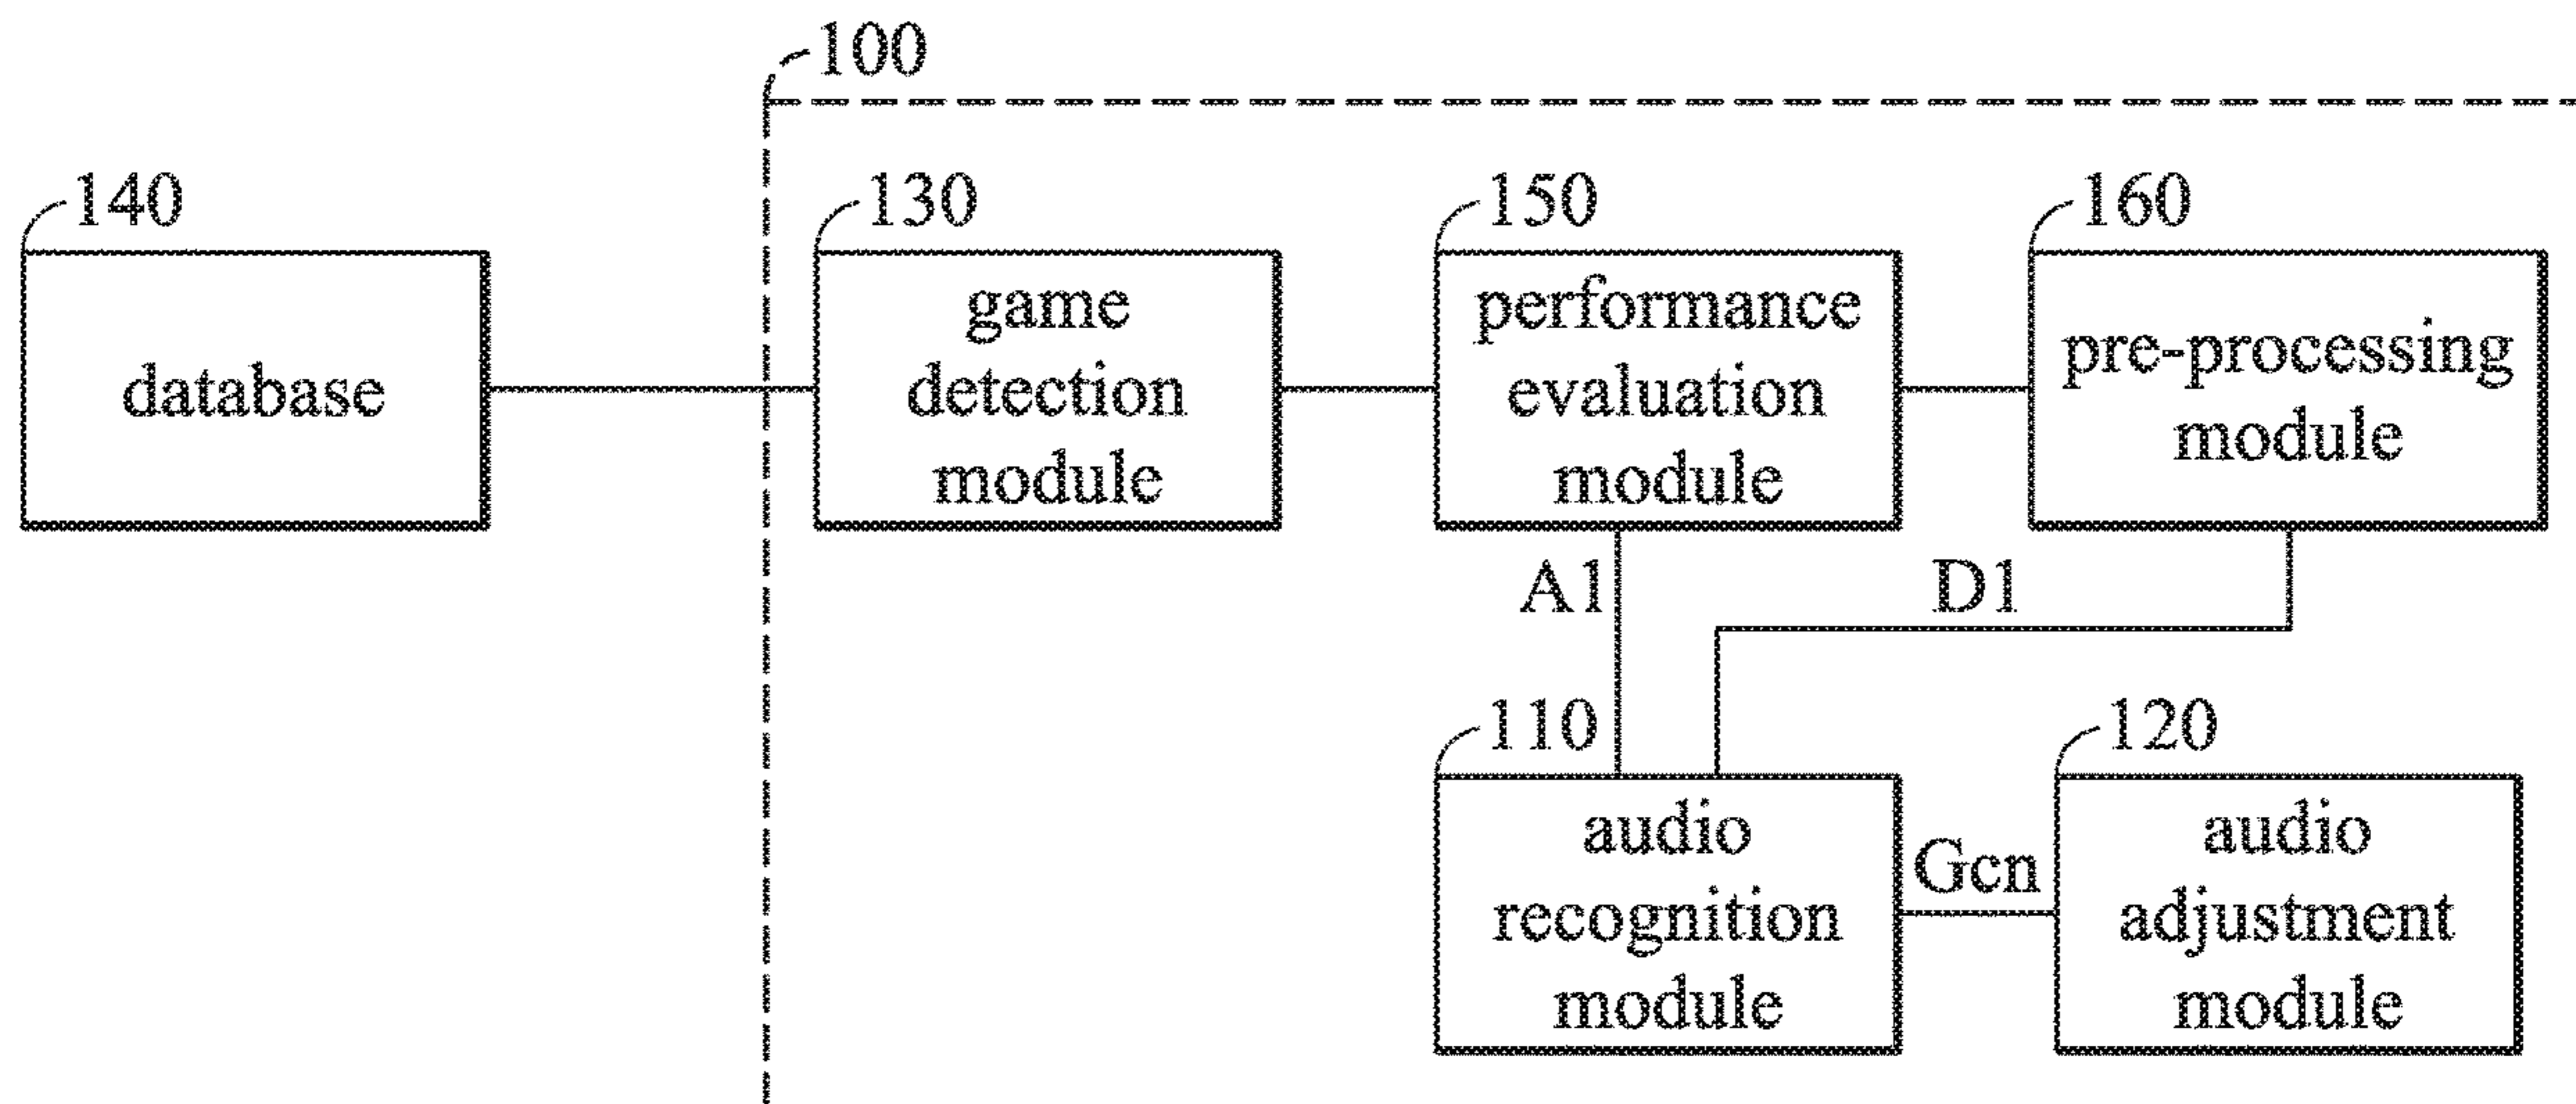 100
140
130
150
160
database
game
detection
module
performance
evaluation
module
pre-processing
module
A1
D1
110
120
audio
recognition
module
Gcn
audio
adjustment
module